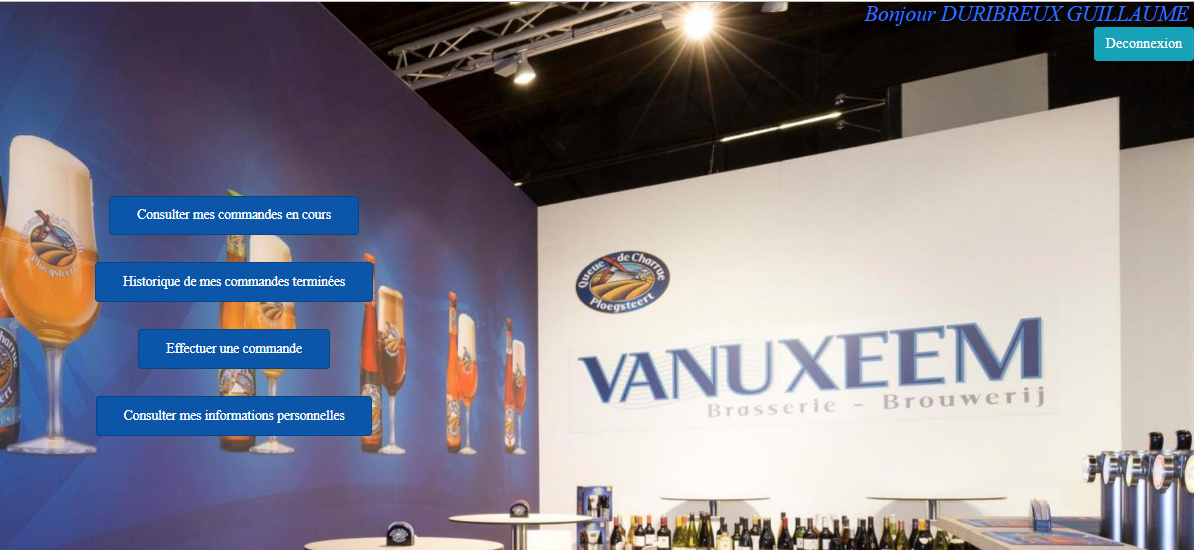 Bonjour DURIBREUX GUILLAUME
Deconnexion
Consulter mes commandes en cours
Historique de mes commandes terminées
Effectuer une commande
Consulter mes informations personnelles
Ploegsteert
Queue de Charrue
Ploegsteert
VANUXEEM
Brasserie - Brouwerij